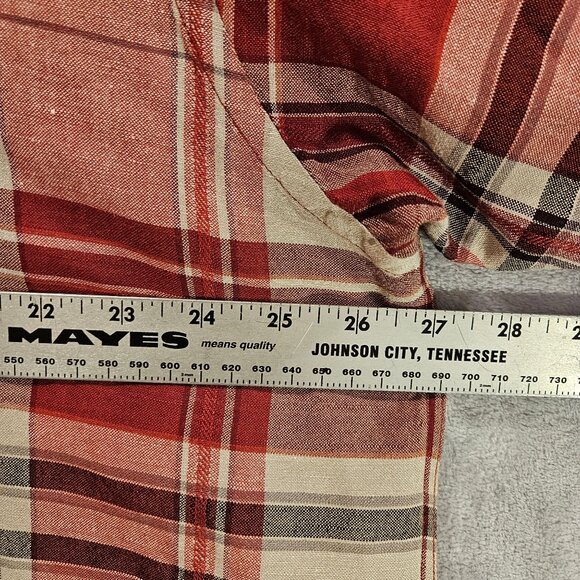 22 23 24 25 26 27 28
MAYES means quality JOHNSON CITY, TENNESSEE
550 560 570 580 590 600 610 620 630 640 650 660 670 680 690 700 710 720 730